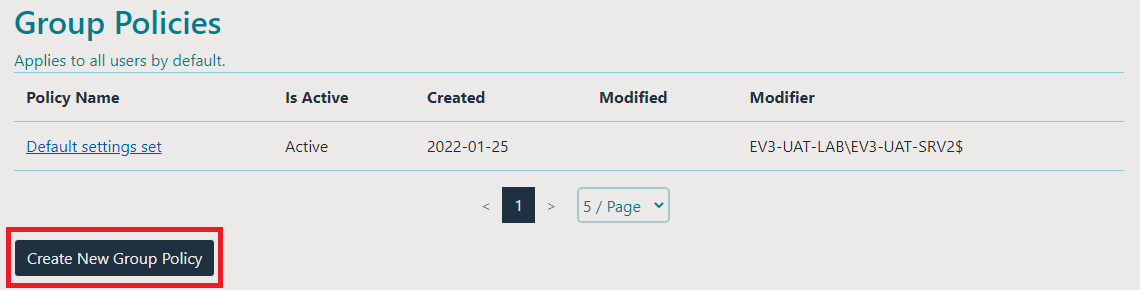 Group Policies
Applies to all users by default.
Policy Name Is Active Created Modified Modifier
Default settings set Active 2022-01-25 EV3-UAT-LAB\EV3-UAT-SRV2$
< 1 > 5 / Page
Create New Group Policy